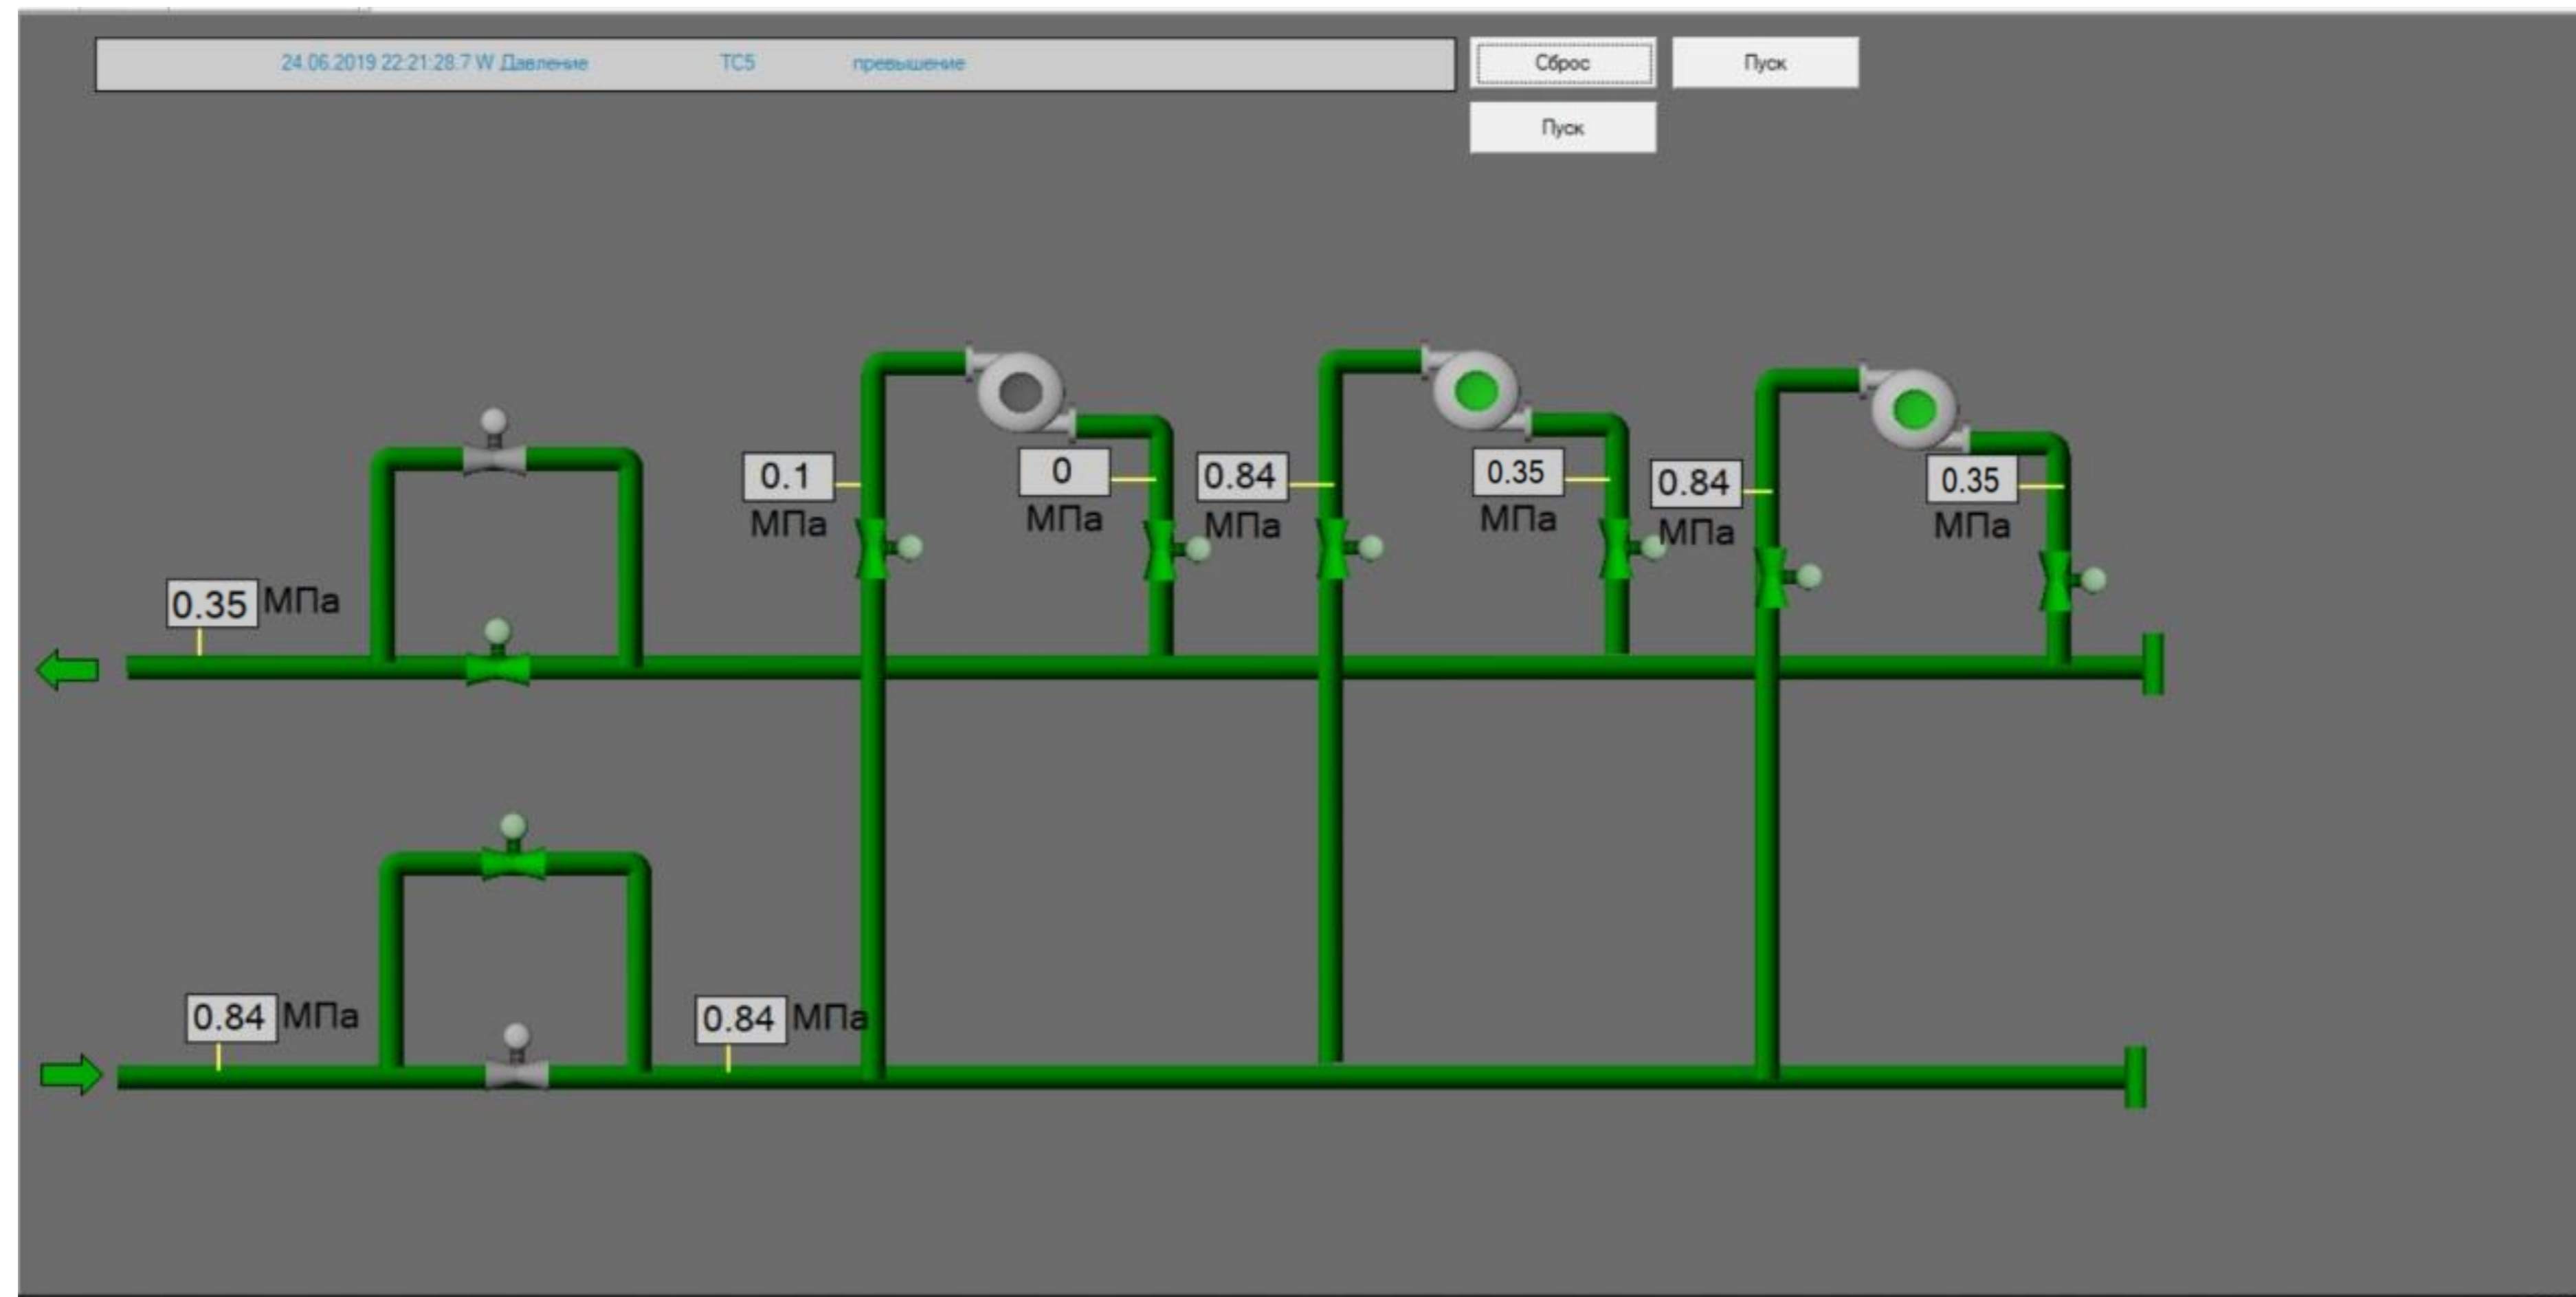 24.06.2019 22:21:28:7 W Давление TC5 превышение
Сброс
Пуск
Пуск
0.1
МПа
0
МПа
0.84
МПа
0.35
МПа
0.84
МПа
0.35
МПа
0.35 МПа
0.84 МПа
0.84 МПа